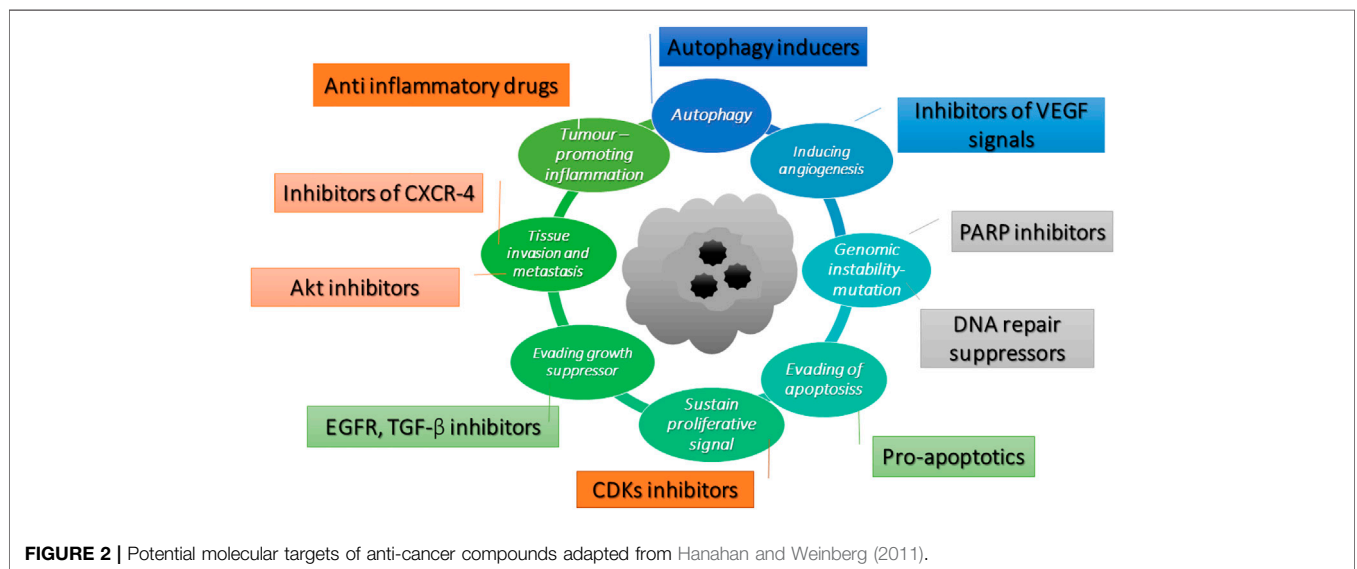 Autophagy inducers
Anti inflammatory drugs
Autophagy
Inhibitors of VEGF
signals
Tumour –
promoting
inflammation
Inducing
angiogenesis
Inhibitors of CXCR-4
Tissue
invasion and
metastasis
Genomic
instability-
mutation
PARP inhibitors
Akt inhibitors
DNA repair
suppressors
Evading growth
suppressor
Evading of
apoptosiss
Sustain
proliferative
signal
EGFR, TGF-β inhibitors
Pro-apoptotics
CDKs inhibitors
FIGURE 2 | Potential molecular targets of anti-cancer compounds adapted from Hanahan and Weinberg (2011).